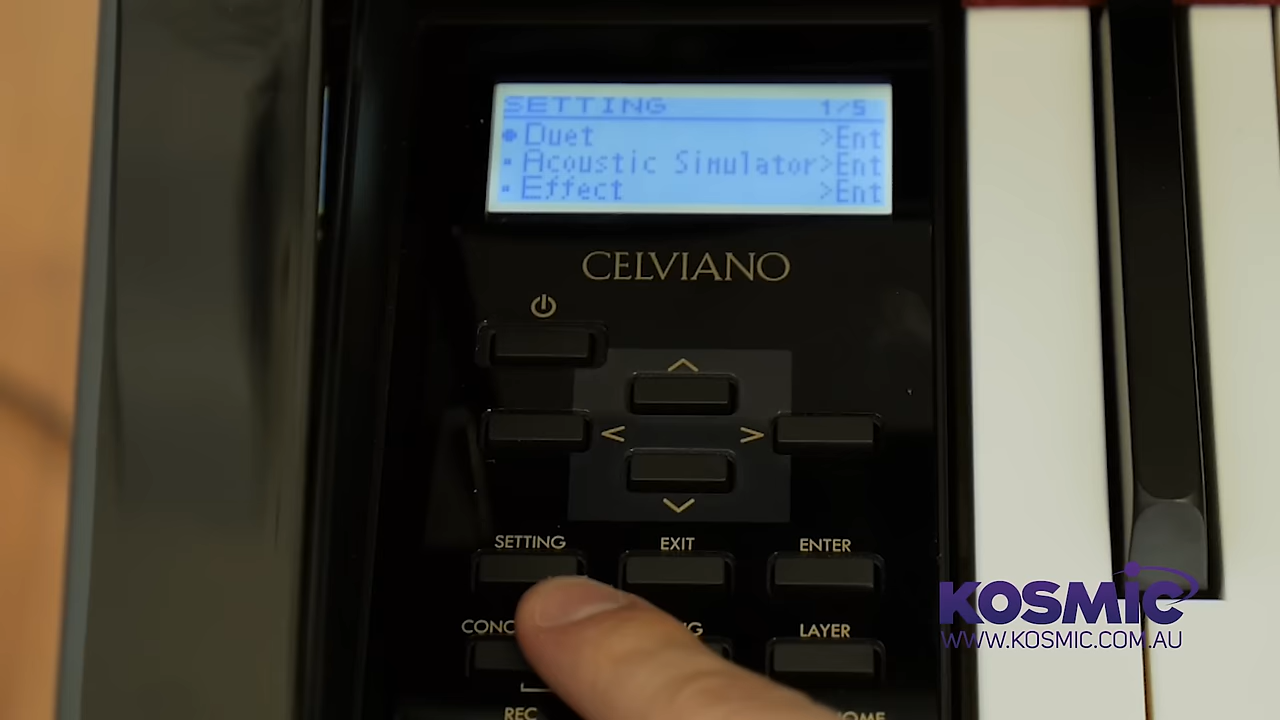 SETTING 1/5
Duet >Ent
Acoustic Simulator>Ent
Effect >Ent
CELVIANO
< >
SETTING EXIT ENTER
LAYER
REC
KOSMIC
WWW.KOSMIC.COM.AU